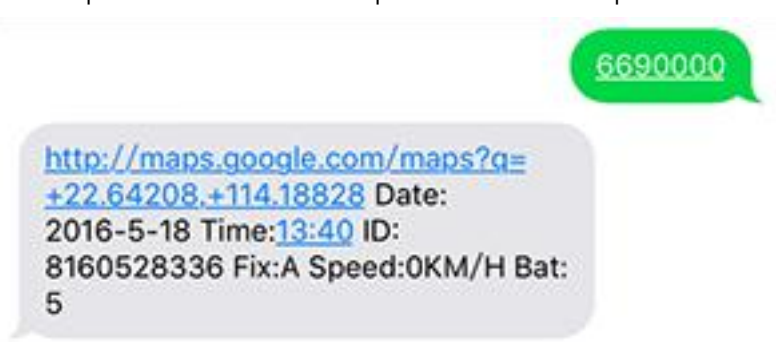 6690000
http://maps.google.com/maps?q=
+22.64208,+114.18828 Date:
2016-5-18 Time:13:40 ID:
8160528336 Fix:A Speed:0KM/H Bat:
5